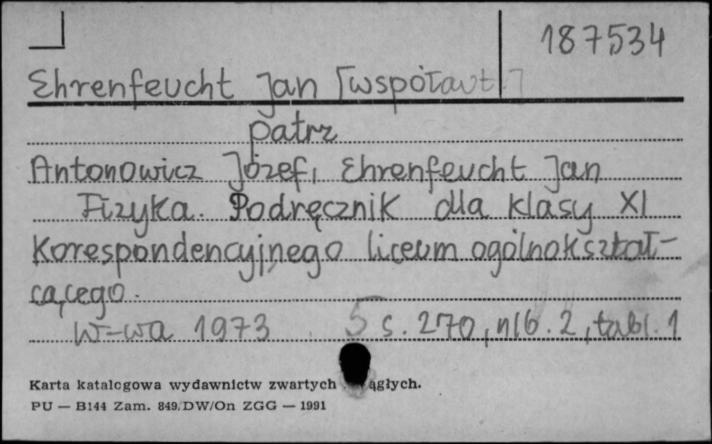 187534
Ehrenfeucht Jan [współaut.]
patrz
Antonowicz Józef, Ehrenfeucht Jan
Fizyka. Podręcznik dla klasy XI
Korespondencyjnego liceum ogólnokształ-
cącego.
W-wa 1973 s. 270, nlb. 2, tabl. 1
Karta katalogowa wydawnictw zwartych ągłych.
PU — B144 Zam. 849/DW/On ZGG — 1991